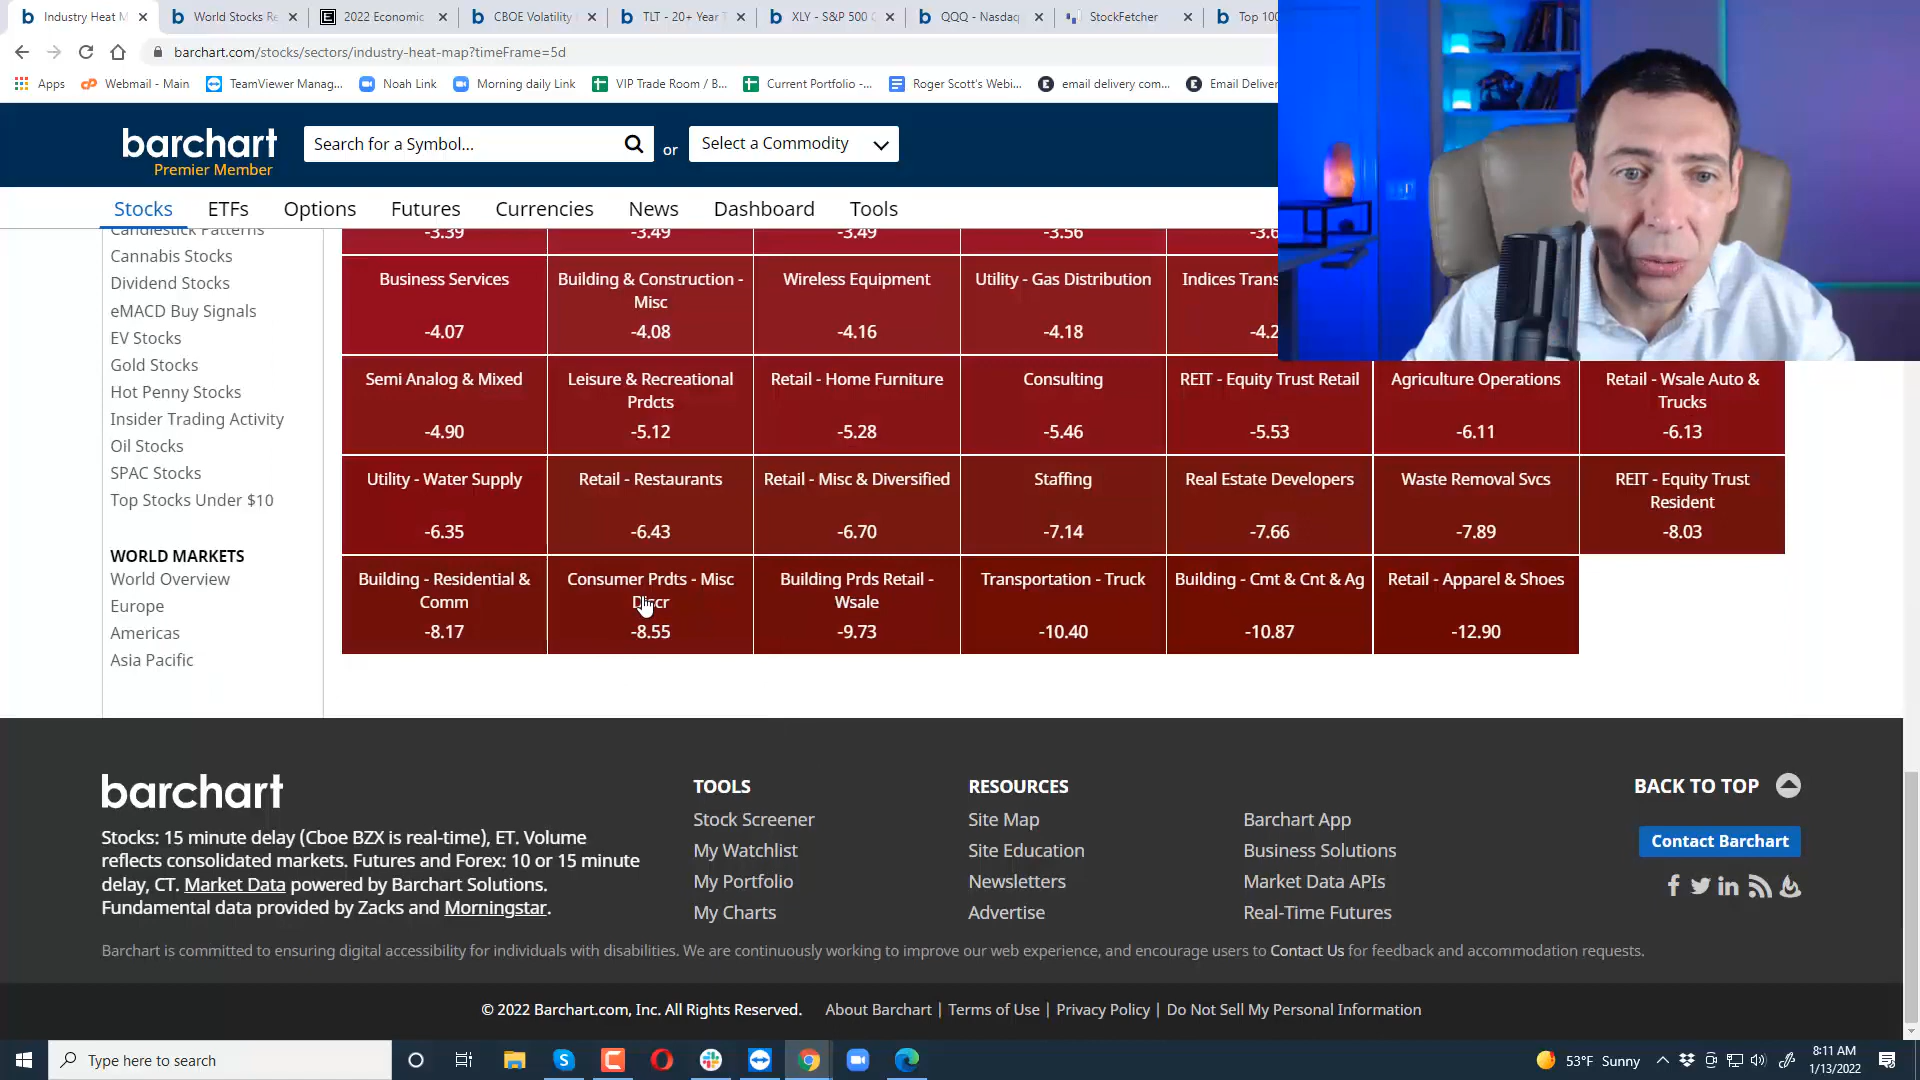 Industry Heat M
World Stocks Re
2022 Economic
CBOE Volatility
TLT - 20+ Year T
XLY - S&P 500
QQQ - Nasdaq
StockFetcher
Top 100
barchart.com/stocks/sectors/industry-heat-map?timeFrame=5d
Apps
Webmail - Main
TeamViewer Manag...
Noah Link
Morning daily Link
VIP Trade Room / B...
Current Portfolio -...
Roger Scott's Webi...
email delivery com...
Email Deliver
barchart
Premier Member
Search for a Symbol...
or
Select a Commodity
Stocks ETFs Options Futures Currencies News Dashboard Tools
Candlestick Patterns
Cannabis Stocks
Dividend Stocks
eMACD Buy Signals
EV Stocks
Gold Stocks
Hot Penny Stocks
Insider Trading Activity
Oil Stocks
SPAC Stocks
Top Stocks Under $10
WORLD MARKETS
World Overview
Europe
Americas
Asia Pacific
-3.39 -3.49 -3.49 -3.56 -3.6
Business Services
-4.07
Building & Construction -
Misc
-4.08
Wireless Equipment
-4.16
Utility - Gas Distribution
-4.18
Indices Trans
-4.2
Semi Analog & Mixed
-4.90
Leisure & Recreational
Prdcts
-5.12
Retail - Home Furniture
-5.28
Consulting
-5.46
REIT - Equity Trust Retail
-5.53
Agriculture Operations
-6.11
Retail - Wsale Auto &
Trucks
-6.13
Utility - Water Supply
-6.35
Retail - Restaurants
-6.43
Retail - Misc & Diversified
-6.70
Staffing
-7.14
Real Estate Developers
-7.66
Waste Removal Svcs
-7.89
REIT - Equity Trust
Resident
-8.03
Building - Residential &
Comm
-8.17
Consumer Prdts - Misc
Discr
-8.55
Building Prds Retail -
Wsale
-9.73
Transportation - Truck
-10.40
Building - Cmt & Cnt & Ag
-10.87
Retail - Apparel & Shoes
-12.90
barchart
Stocks: 15 minute delay (Cboe BZX is real-time), ET. Volume
reflects consolidated markets. Futures and Forex: 10 or 15 minute
delay, CT. Market Data powered by Barchart Solutions.
Fundamental data provided by Zacks and Morningstar.
TOOLS
Stock Screener
My Watchlist
My Portfolio
My Charts
RESOURCES
Site Map
Site Education
Newsletters
Advertise
Barchart App
Business Solutions
Market Data APIs
Real-Time Futures
BACK TO TOP
Contact Barchart
Barchart is committed to ensuring digital accessibility for individuals with disabilities. We are continuously working to improve our web experience, and encourage users to Contact Us for feedback and accommodation requests.
© 2022 Barchart.com, Inc. All Rights Reserved. About Barchart | Terms of Use | Privacy Policy | Do Not Sell My Personal Information
Type here to search
53°F Sunny
8:11 AM
1/13/2022